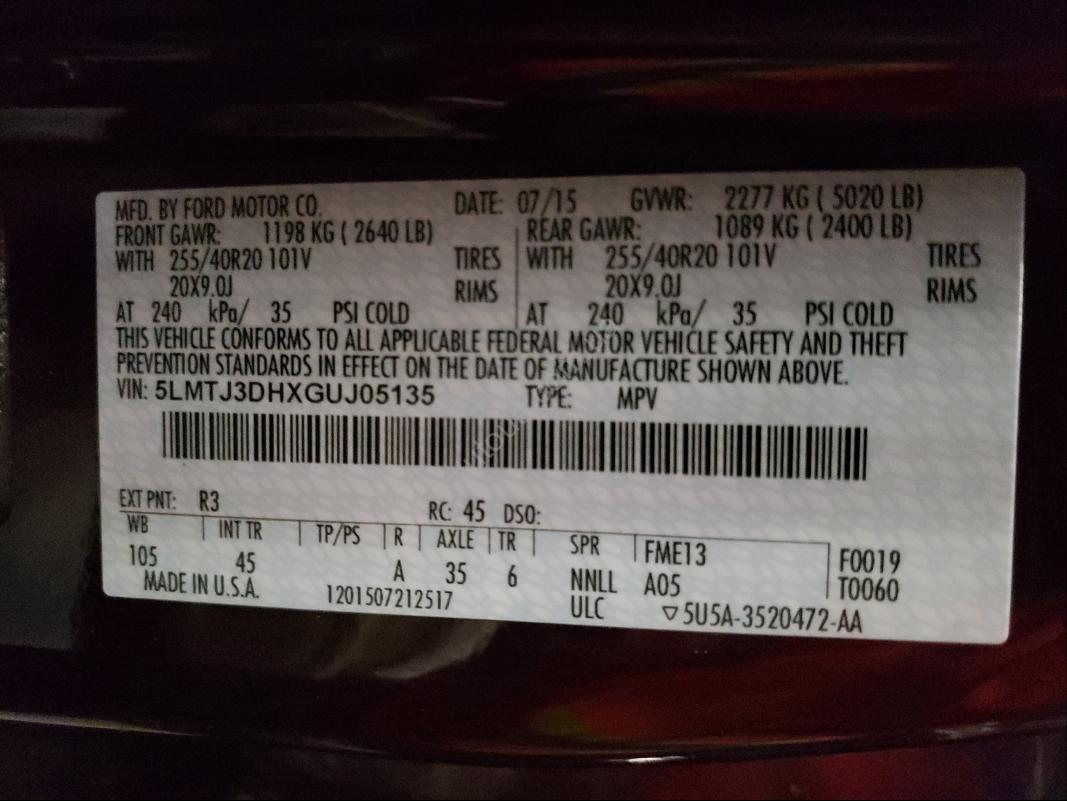 MFD. BY FORD MOTOR CO. DATE: 07/15 GVWR: 2277 KG ( 5020 LB)
FRONT GAWR: 1198 KG ( 2640 LB) REAR GAWR: 1089 KG ( 2400 LB)
WITH 255/40R20 101V TIRES WITH 255/40R20 101V TIRES
20X9.0J RIMS 20X9.0J RIMS
AT 240 kPa/ 35 PSI COLD AT 240 kPa/ 35 PSI COLD
THIS VEHICLE CONFORMS TO ALL APPLICABLE FEDERAL MOTOR VEHICLE SAFETY AND THEFT
PREVENTION STANDARDS IN EFFECT ON THE DATE OF MANUFACTURE SHOWN ABOVE.
VIN: 5LMTJ3DHXGUJ05135 TYPE: MPV
EXT PNT: R3 RC: 45 DSO:
WB INT TR TP/PS R AXLE TR SPR FME13 F0019
105 45 A 35 6 NNLL A05 T0060
MADE IN U.S.A. 1201507212517 ULC ▽5U5A-3520472-AA